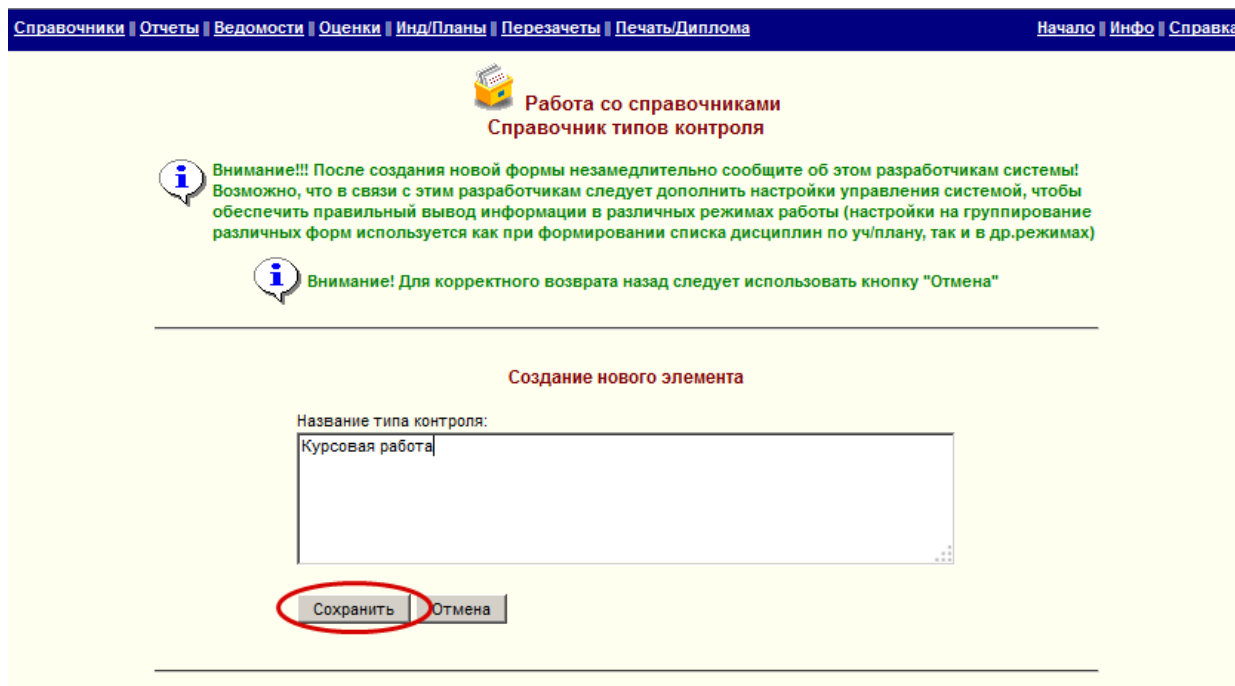 Справочники || Отчеты || Ведомости || Оценки || Инд/Планы || Перезачеты || Печать/Диплома
Начало || Инфо || Справка
Работа со справочниками
Справочник типов контроля
Внимание!!! После создания новой формы незамедлительно сообщите об этом разработчикам системы!
Возможно, что в связи с этим разработчикам следует дополнить настройки управления системой, чтобы
обеспечить правильный вывод информации в различных режимах работы (настройки на группирование
различных форм используется как при формировании списка дисциплин по уч/плану, так и в др.режимах)
Внимание! Для корректного возврата назад следует использовать кнопку "Отмена"
Создание нового элемента
Название типа контроля:
Курсовая работа
Сохранить Отмена